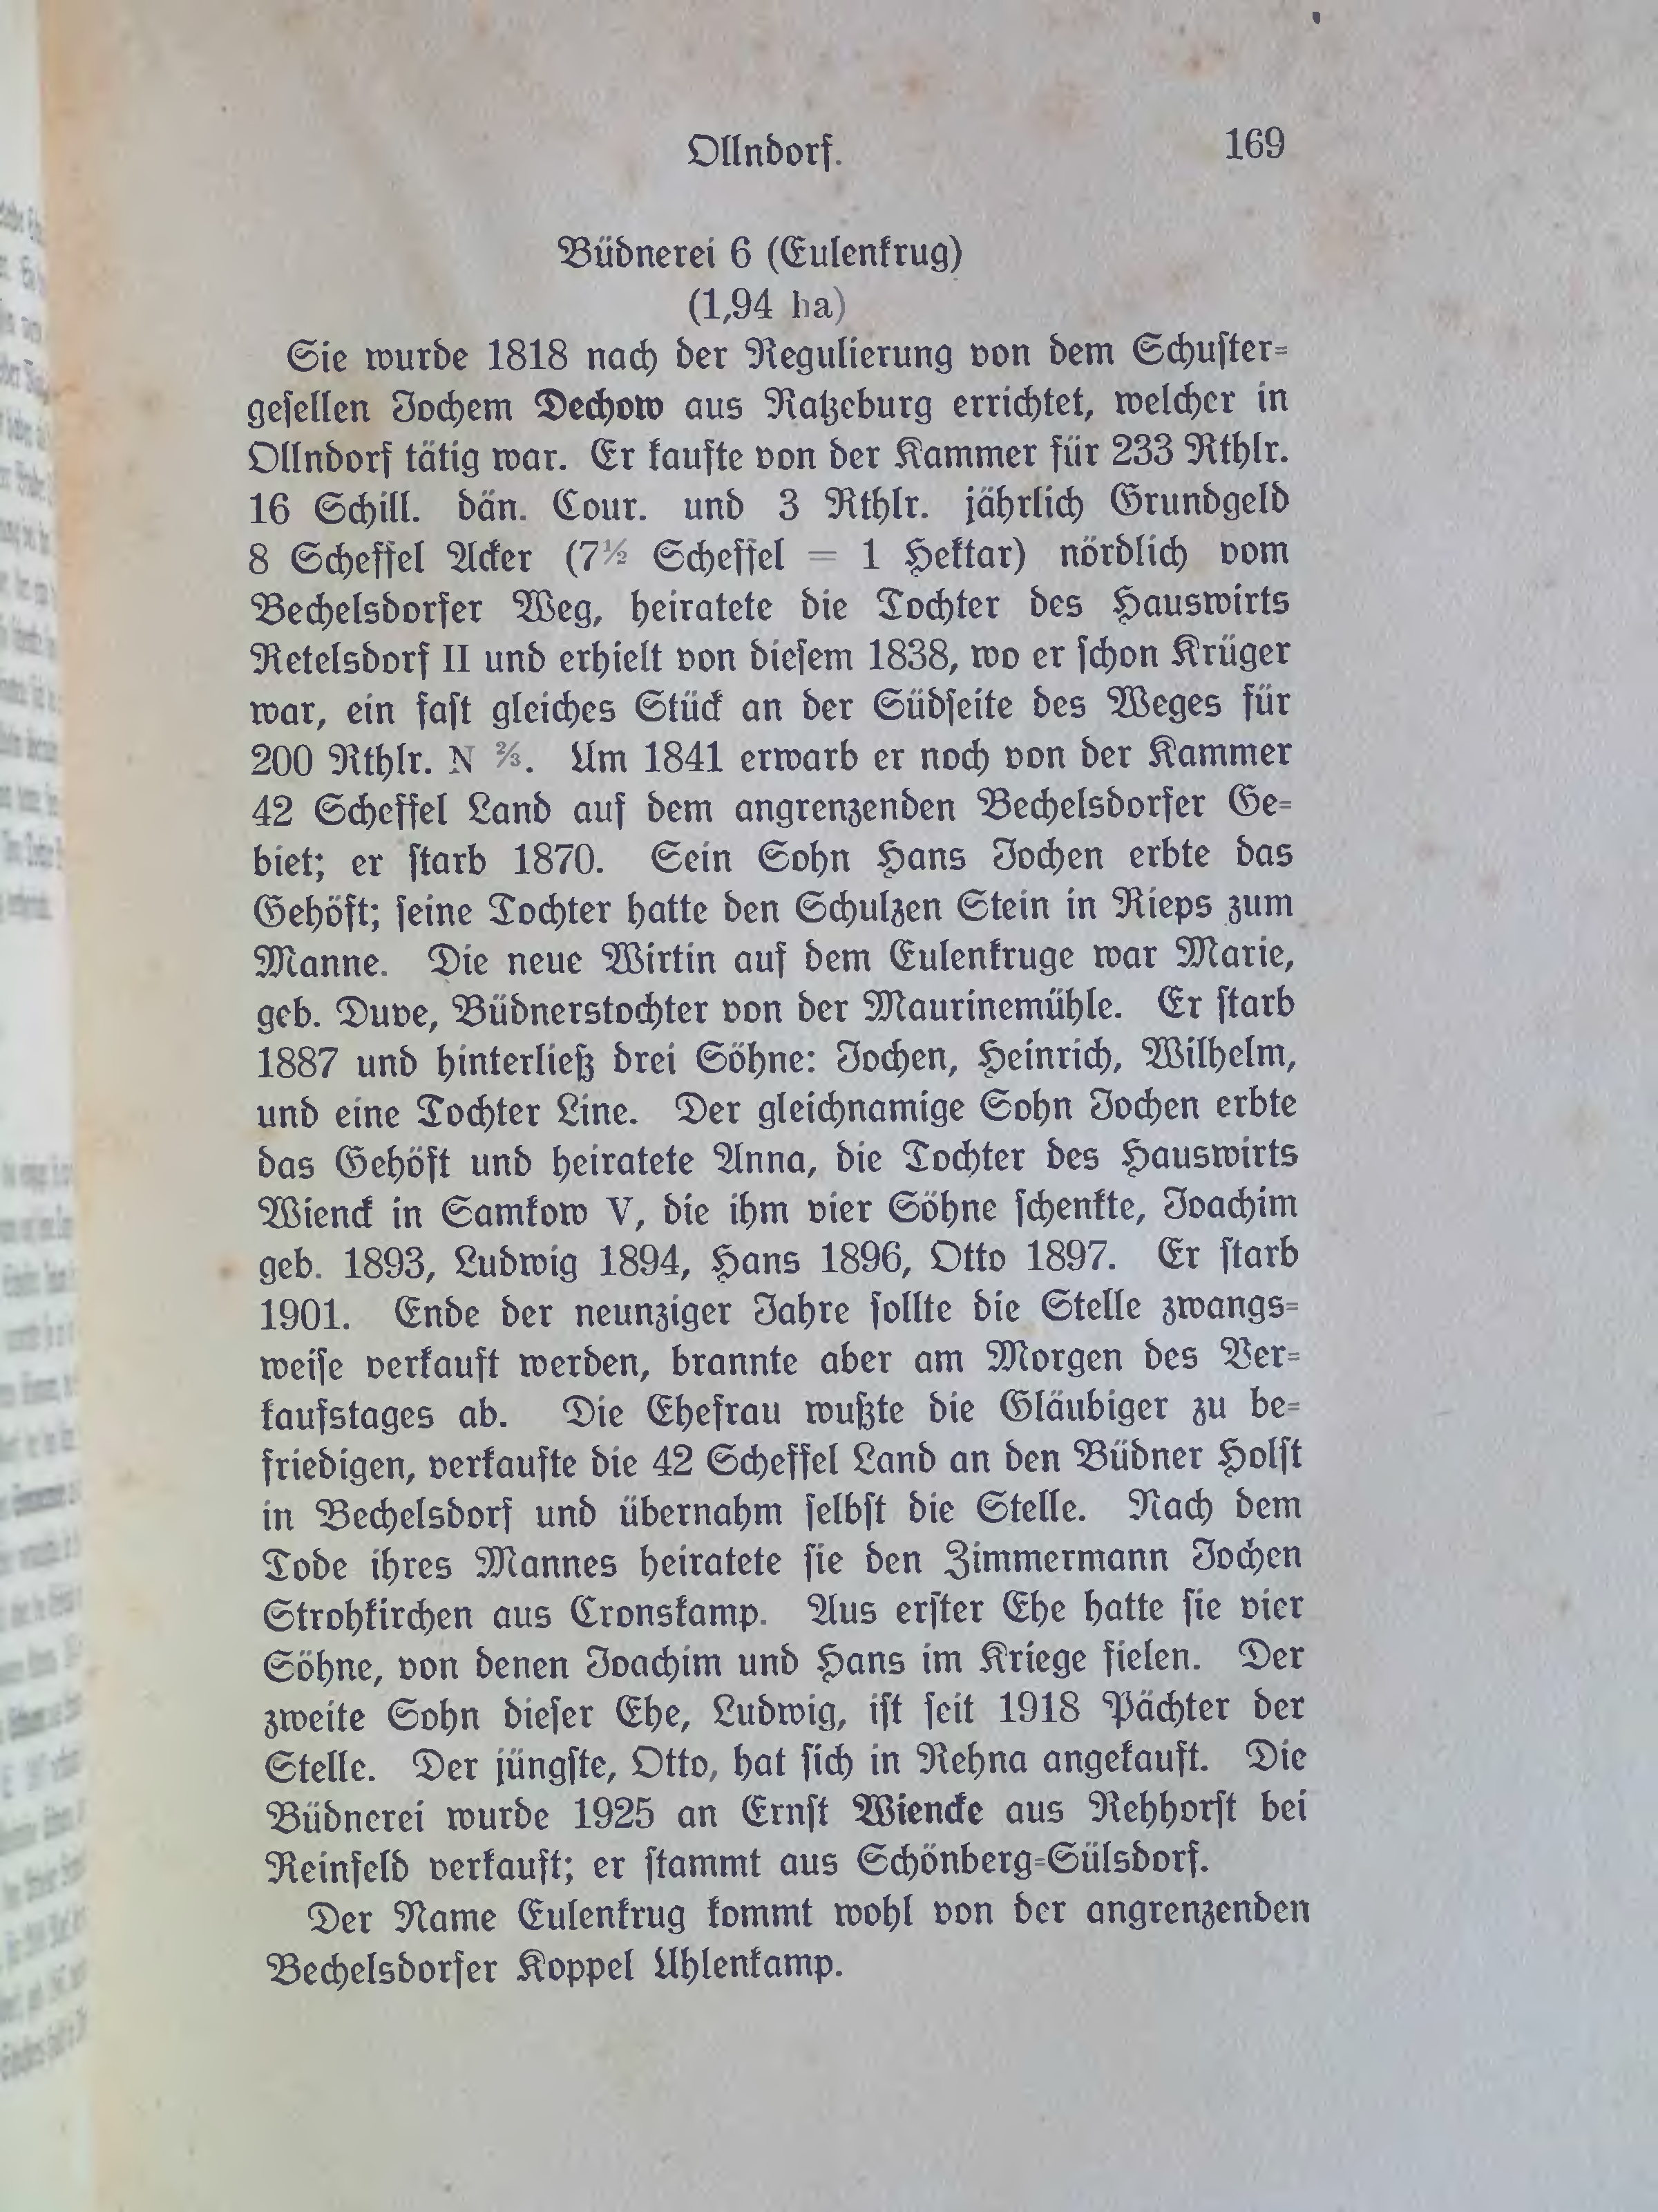 Ollndorf. 169
Büdnerei 6 (Eulenkrug)
(1,94 ha)
Sie wurde 1818 nach der Regulierung von dem Schuster-
gesellen Jochem Dechow aus Ratzeburg errichtet, welcher in
Ollndorf tätig war. Er kaufte von der Kammer für 233 Rthlr.
16 Schill. dän. Cour. und 3 Rthlr. jährlich Grundgeld
8 Scheffel Acker (7½ Scheffel = 1 Hektar) nördlich vom
Bechelsdorfer Weg, heiratete die Tochter des Hauswirts
Retelsdorf II und erhielt von diesem 1838, wo er schon Krüger
war, ein fast gleiches Stück an der Südseite des Weges für
200 Rthlr. N ⅔. Um 1841 erwarb er noch von der Kammer
42 Scheffel Land auf dem angrenzenden Bechelsdorfer Ge-
biet; er starb 1870. Sein Sohn Hans Jochen erbte das
Gehöft; seine Tochter hatte den Schulzen Stein in Rieps zum
Manne. Die neue Wirtin auf dem Eulenkruge war Marie,
geb. Duve, Büdnerstochter von der Maurinemühle. Er starb
1887 und hinterließ drei Söhne: Jochen, Heinrich, Wilhelm,
und eine Tochter Line. Der gleichnamige Sohn Jochen erbte
das Gehöft und heiratete Anna, die Tochter des Hauswirts
Wienck in Samkow V, die ihm vier Söhne schenkte, Joachim
geb. 1893, Ludwig 1894, Hans 1896, Otto 1897. Er starb
1901. Ende der neunziger Jahre sollte die Stelle zwangs-
weise verkauft werden, brannte aber am Morgen des Ver-
kaufstages ab. Die Ehefrau wußte die Gläubiger zu be-
friedigen, verkaufte die 42 Scheffel Land an den Büdner Holst
in Bechelsdorf und übernahm selbst die Stelle. Nach dem
Tode ihres Mannes heiratete sie den Zimmermann Jochen
Strohkirchen aus Cronskamp. Aus erster Ehe hatte sie vier
Söhne, von denen Joachim und Hans im Kriege fielen. Der
zweite Sohn dieser Ehe, Ludwig, ist seit 1918 Pächter der
Stelle. Der jüngste, Otto, hat sich in Rehna angekauft. Die
Büdnerei wurde 1925 an Ernst Wiencke aus Rehhorst bei
Reinfeld verkauft; er stammt aus Schönberg-Sülsdorf.
Der Name Eulenkrug kommt wohl von der angrenzenden
Bechelsdorfer Koppel Uhlenkamp.